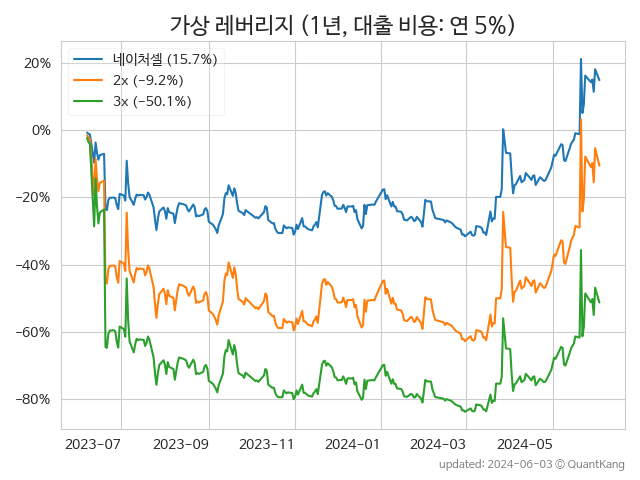 가상 레버리지 (1년, 대출 비용: 연 5%)
네이처셀 (15.7%)
2x (−9.2%)
3x (−50.1%)
20%
0%
−20%
−40%
−60%
−80%
2023-07 2023-09 2023-11 2024-01 2024-03 2024-05
updated: 2024-06-03 ⓒ QuantKang